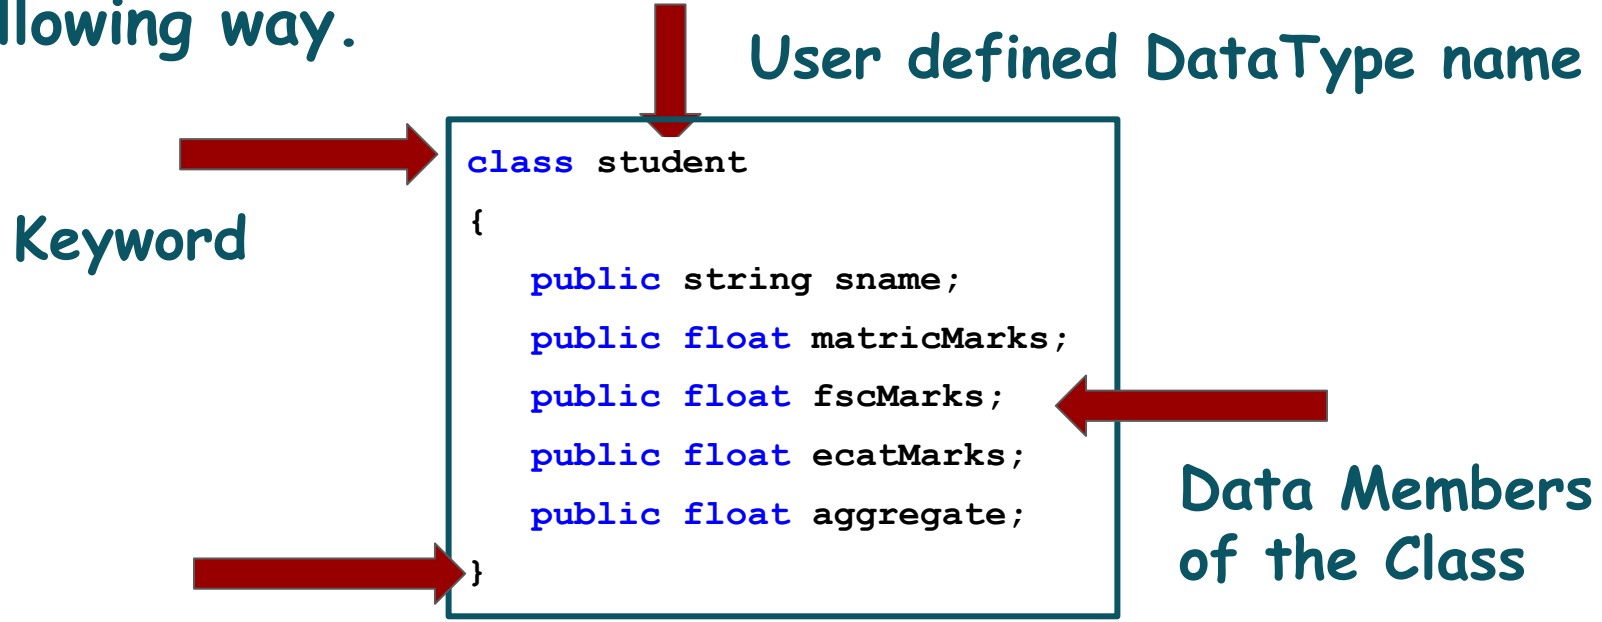 llowing way.
User defined DataType name
Keyword
class student
{
public string sname;
public float matricMarks;
public float fscMarks;
public float ecatMarks;
public float aggregate;
}
Data Members
of the Class